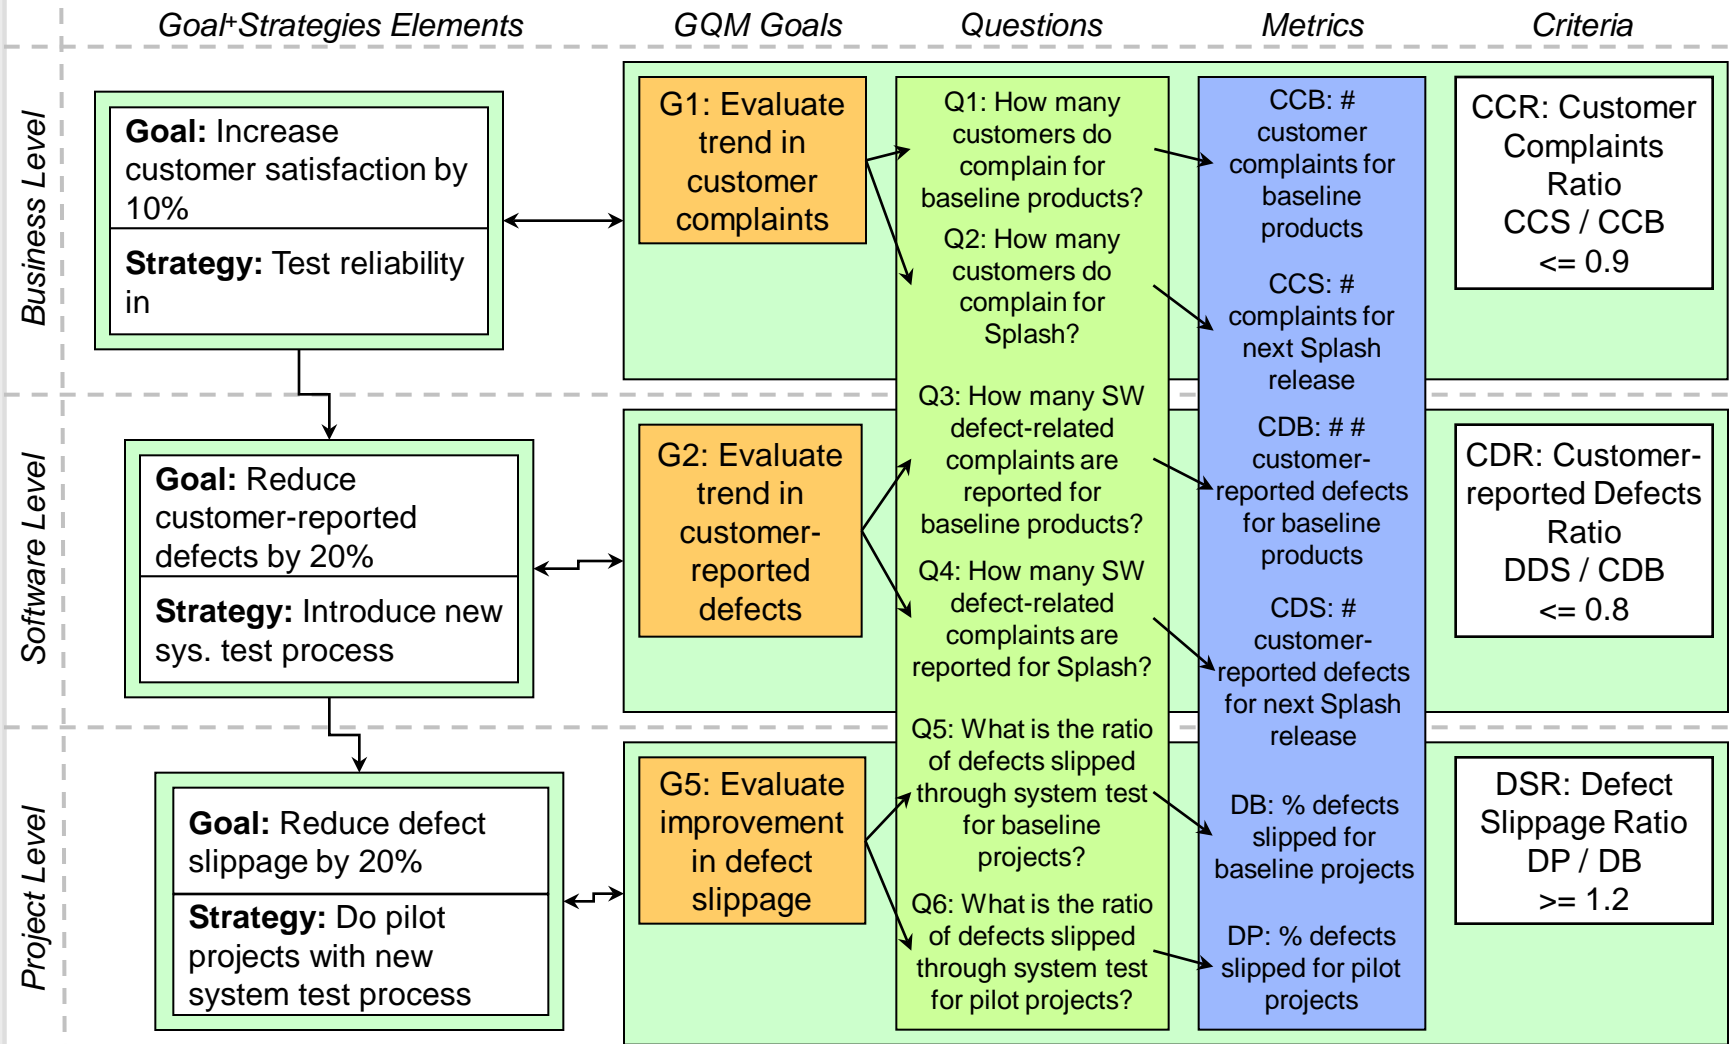 Goal+Strategies Elements
GQM Goals
Questions
Metrics
Criteria
Business Level
Goal: Increase
customer satisfaction by
10%
Strategy: Test reliability
in
G1: Evaluate
trend in
customer
complaints
Q1: How many
customers do
complain for
baseline products?
Q2: How many
customers do
complain for
Splash?
CCB: #
customer
complaints for
baseline
products
CCS: #
complaints for
next Splash
release
CCR: Customer
Complaints
Ratio
CCS / CCB
<= 0.9
Software Level
Goal: Reduce
customer-reported
defects by 20%
Strategy: Introduce new
sys. test process
G2: Evaluate
trend in
customer-
reported
defects
Q3: How many SW
defect-related
complaints are
reported for
baseline products?
Q4: How many SW
defect-related
complaints are
reported for Splash?
CDB: # #
customer-
reported defects
for baseline
products
CDS: #
customer-
reported defects
for next Splash
release
CDR: Customer-
reported Defects
Ratio
DDS / CDB
<= 0.8
Project Level
Goal: Reduce defect
slippage by 20%
Strategy: Do pilot
projects with new
system test process
G5: Evaluate
improvement
in defect
slippage
Q5: What is the ratio
of defects slipped
through system test
for baseline
projects?
Q6: What is the ratio
of defects slipped
through system test
for pilot projects?
DB: % defects
slipped for
baseline projects
DP: % defects
slipped for pilot
projects
DSR: Defect
Slippage Ratio
DP / DB
>= 1.2